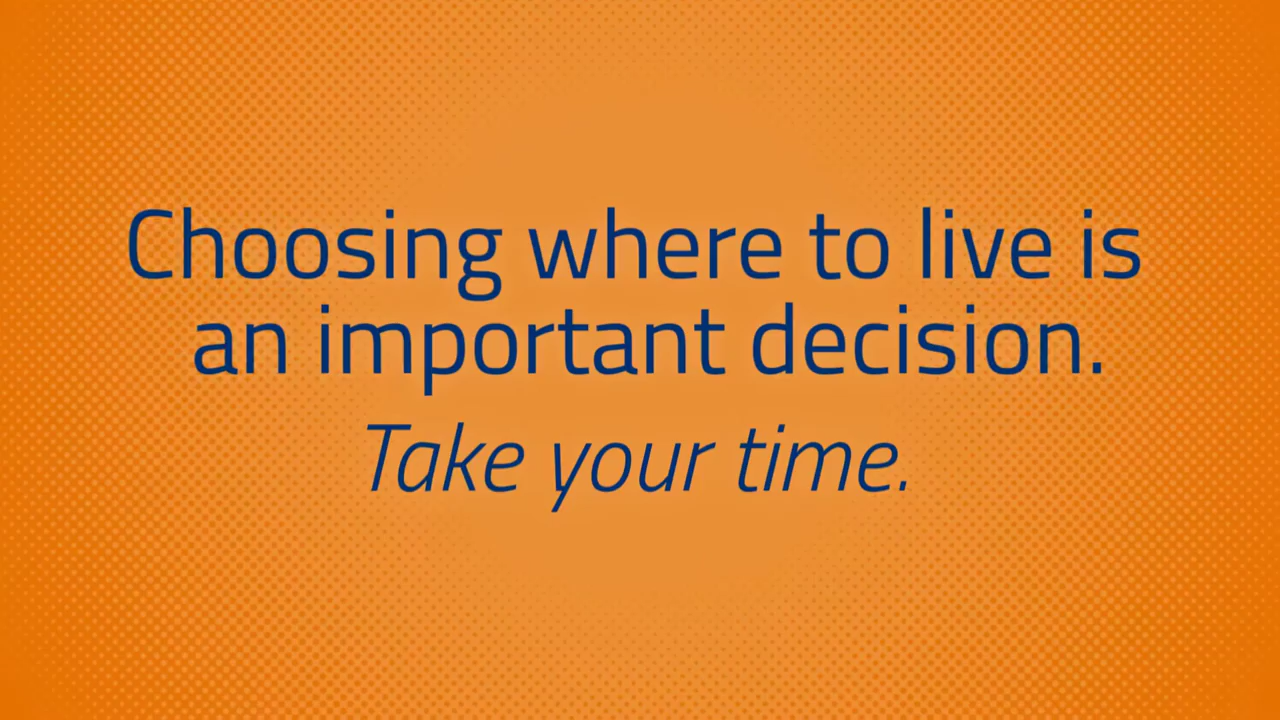 Choosing where to live is
an important decision.
Take your time.